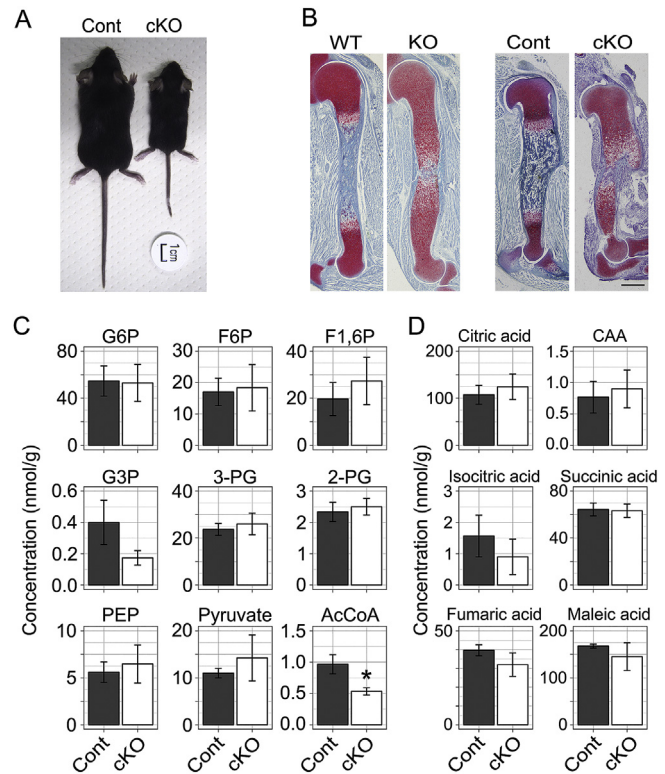 A
Cont cKO
1cm
B
WT KO Cont cKO
C
Concentration (nmol/g)
G6P F6P F1,6P
80 30 40
40 20 20
0 10 0
0
G3P 3-PG 2-PG
0.6 40 4
0.4 20 3
0.2 0 2
0.0 1
0
PEP Pyruvate AcCoA
10 20 1.5
5 10 1.0
0 0 0.5
0.0
*
Cont cKO Cont cKO Cont cKO
D
Concentration (nmol/g)
Citric acid CAA
200 1.5
100 1.0
0 0.5
0.0
Isocitric acid Succinic acid
3 80
2 40
1 0
0
Fumaric acid Maleic acid
50 200
25 100
0 0
Cont cKO Cont cKO